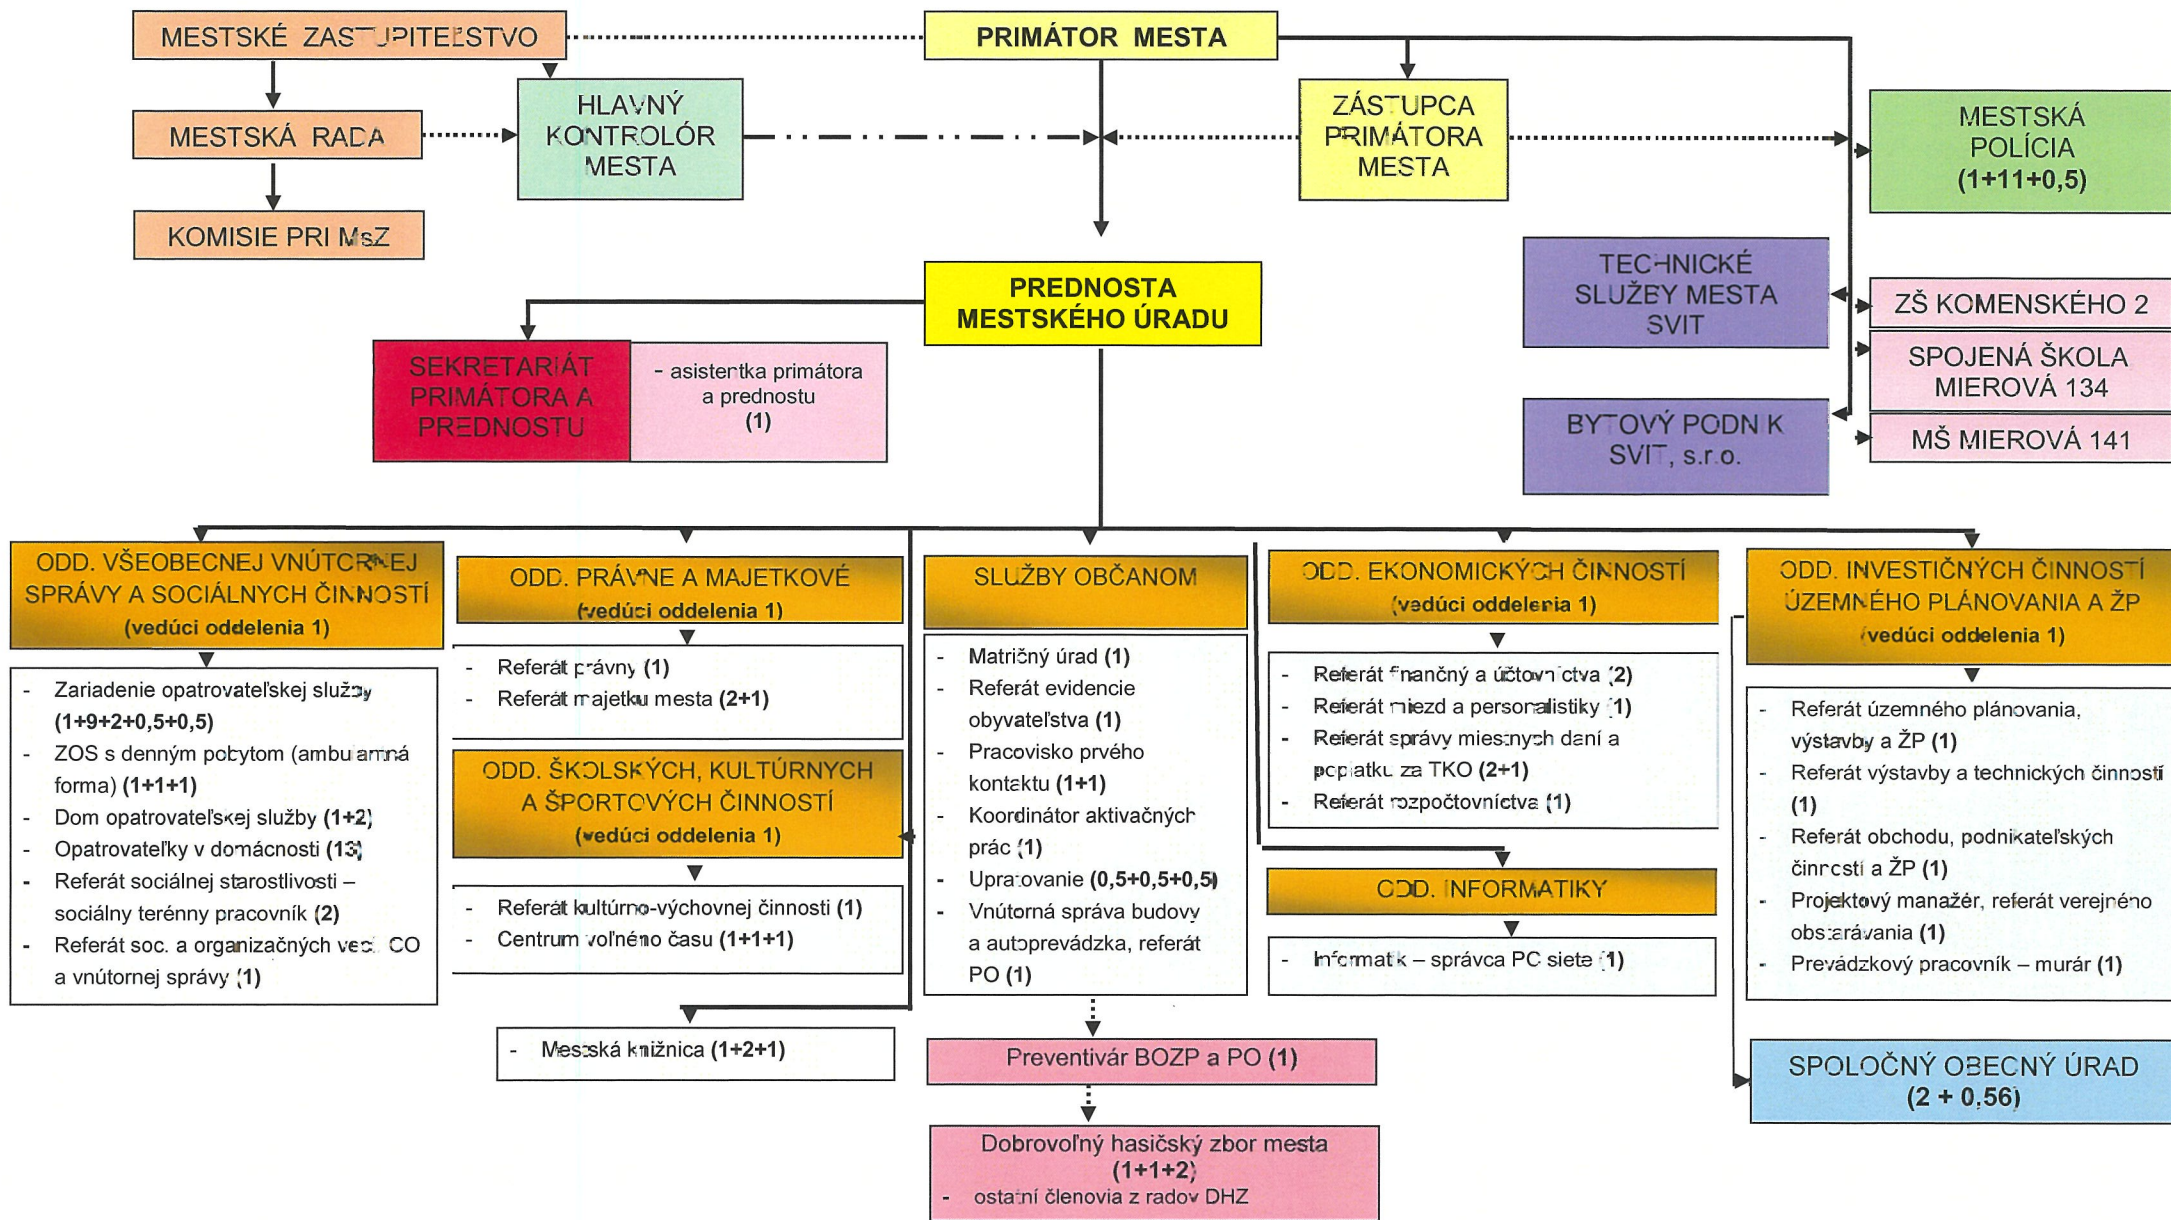 MESTSKÉ ZASTUPITEĽSTVO
PRIMÁTOR MESTA
HLAVNÝ
KONTROLÓR
MESTA
ZÁSTUPCA
PRIMÁTORA
MESTA
MESTSKÁ RADA
MESTSKÁ
POLÍCIA
(1+11+0,5)
KOMISIE PRI MsZ
TECHNICKÉ
SLUŽBY MESTA
SVIT
PREDNOSTA
MESTSKÉHO ÚRADU
ZŠ KOMENSKÉHO 2
SPOJENÁ ŠKOLA
MIEROVÁ 134
SEKRETARIÁT
PRIMÁTORA A
PREDNOSTU
- asistentka primátora
a prednostu
(1)
BYTOVÝ PODNIK
SVIT, s.r.o.
MŠ MIEROVÁ 141
ODD. VŠEOBECNEJ VNÚTORNEJ
SPRÁVY A SOCIÁLNYCH ČINNOSTÍ
(vedúci oddelenia 1)
- Zariadenie opatrovateľskej služby
(1+9+2+0,5+0,5)
- ZOS s denným pobytom (ambulantná
forma) (1+1+1)
- Dom opatrovateľskej služby (1+2)
- Opatrovateľky v domácnosti (13)
- Referát sociálnej starostlivosti –
sociálny terénny pracovník (2)
- Referát soc. a organizačných vecí, CO
a vnútornej správy (1)
ODD. PRÁVNE A MAJETKOVÉ
(vedúci oddelenia 1)
- Referát právny (1)
- Referát majetku mesta (2+1)
ODD. ŠKOLSKÝCH, KULTÚRNYCH
A ŠPORTOVÝCH ČINNOSTÍ
(vedúci oddelenia 1)
- Referát kultúrno-výchovnej činnosti (1)
- Centrum voľného času (1+1+1)
- Mestská knižnica (1+2+1)
SLUŽBY OBČANOM
- Matričný úrad (1)
- Referát evidencie
obyvateľstva (1)
- Pracovisko prvého
kontaktu (1+1)
- Koordinátor aktivačných
prác (1)
- Upratovanie (0,5+0,5+0,5)
- Vnútorná správa budovy
a autoprevádzka, referát
PO (1)
Preventivár BOZP a PO (1)
Dobrovoľný hasičský zbor mesta
(1+1+2)
- ostatní členovia z radov DHZ
ODD. EKONOMICKÝCH ČINNOSTÍ
(vedúci oddelenia 1)
- Referát finančný a účtovníctva (2)
- Referát miezd a personalistiky (1)
- Referát správy miestnych daní a
poplatku za TKO (2+1)
- Referát rozpočtovníctva (1)
ODD. INFORMATIKY
- Informatik – správca PC siete (1)
ODD. INVESTIČNÝCH ČINNOSTÍ
ÚZEMNÉHO PLÁNOVANIA A ŽP
(vedúci oddelenia 1)
- Referát územného plánovania,
výstavby a ŽP (1)
- Referát výstavby a technických činností
(1)
- Referát obchodu, podnikateľských
činností a ŽP (1)
- Projektový manažér, referát verejného
obstarávania (1)
- Prevádzkový pracovník – murár (1)
SPOLOČNÝ OBECNÝ ÚRAD
(2 + 0,56)